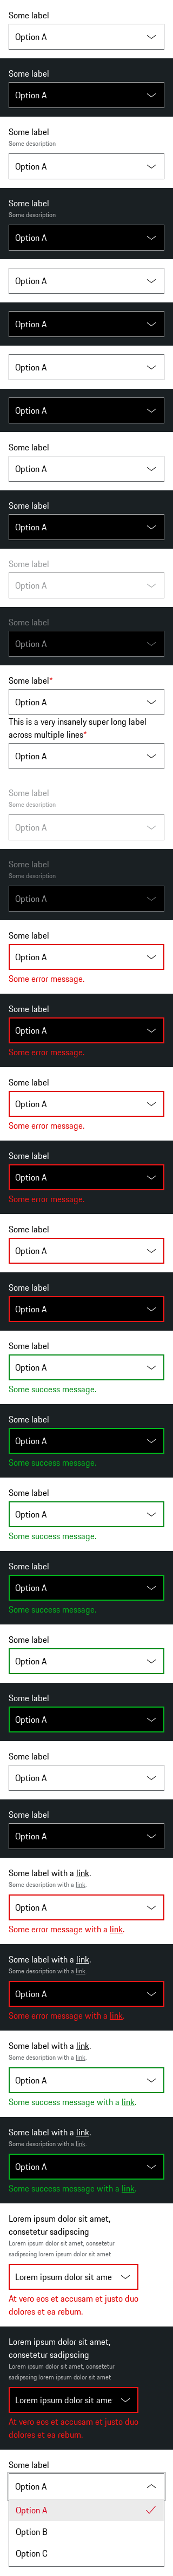 Some label
Option A
Some label
Option A
Some label
Some description
Option A
Some label
Some description
Option A
Option A
Option A
Option A
Option A
Some label
Option A
Some label
Option A
Some label
Option A
Some label
Option A
Some label*
Option A
This is a very insanely super long label
across multiple lines*
Option A
Some label
Some description
Option A
Some label
Some description
Option A
Some label
Option A
Some error message.
Some label
Option A
Some error message.
Some label
Option A
Some error message.
Some label
Option A
Some error message.
Some label
Option A
Some label
Option A
Some label
Option A
Some success message.
Some label
Option A
Some success message.
Some label
Option A
Some success message.
Some label
Option A
Some success message.
Some label
Option A
Some label
Option A
Some label
Option A
Some label
Option A
Some label with a link.
Some description with a link.
Option A
Some error message with a link.
Some label with a link.
Some description with a link.
Option A
Some error message with a link.
Some label with a link.
Some description with a link.
Option A
Some success message with a link.
Some label with a link.
Some description with a link.
Option A
Some success message with a link.
Lorem ipsum dolor sit amet,
consetetur sadipscing
Lorem ipsum dolor sit amet, consetetur
sadipscing lorem ipsum dolor sit amet
Lorem ipsum dolor sit ame
At vero eos et accusam et justo duo
dolores et ea rebum.
Lorem ipsum dolor sit amet,
consetetur sadipscing
Lorem ipsum dolor sit amet, consetetur
sadipscing lorem ipsum dolor sit amet
Lorem ipsum dolor sit ame
At vero eos et accusam et justo duo
dolores et ea rebum.
Some label
Option A
Option A
Option B
Option C